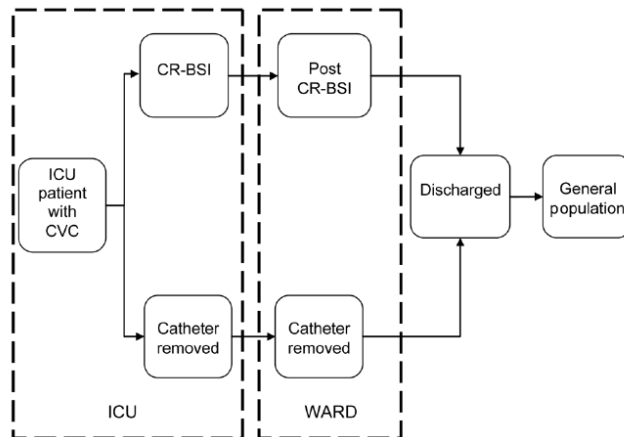 CR-BSI
Post
CR-BSI
ICU
patient
with
CVC
Discharged
General
population
Catheter
removed
Catheter
removed
ICU
WARD